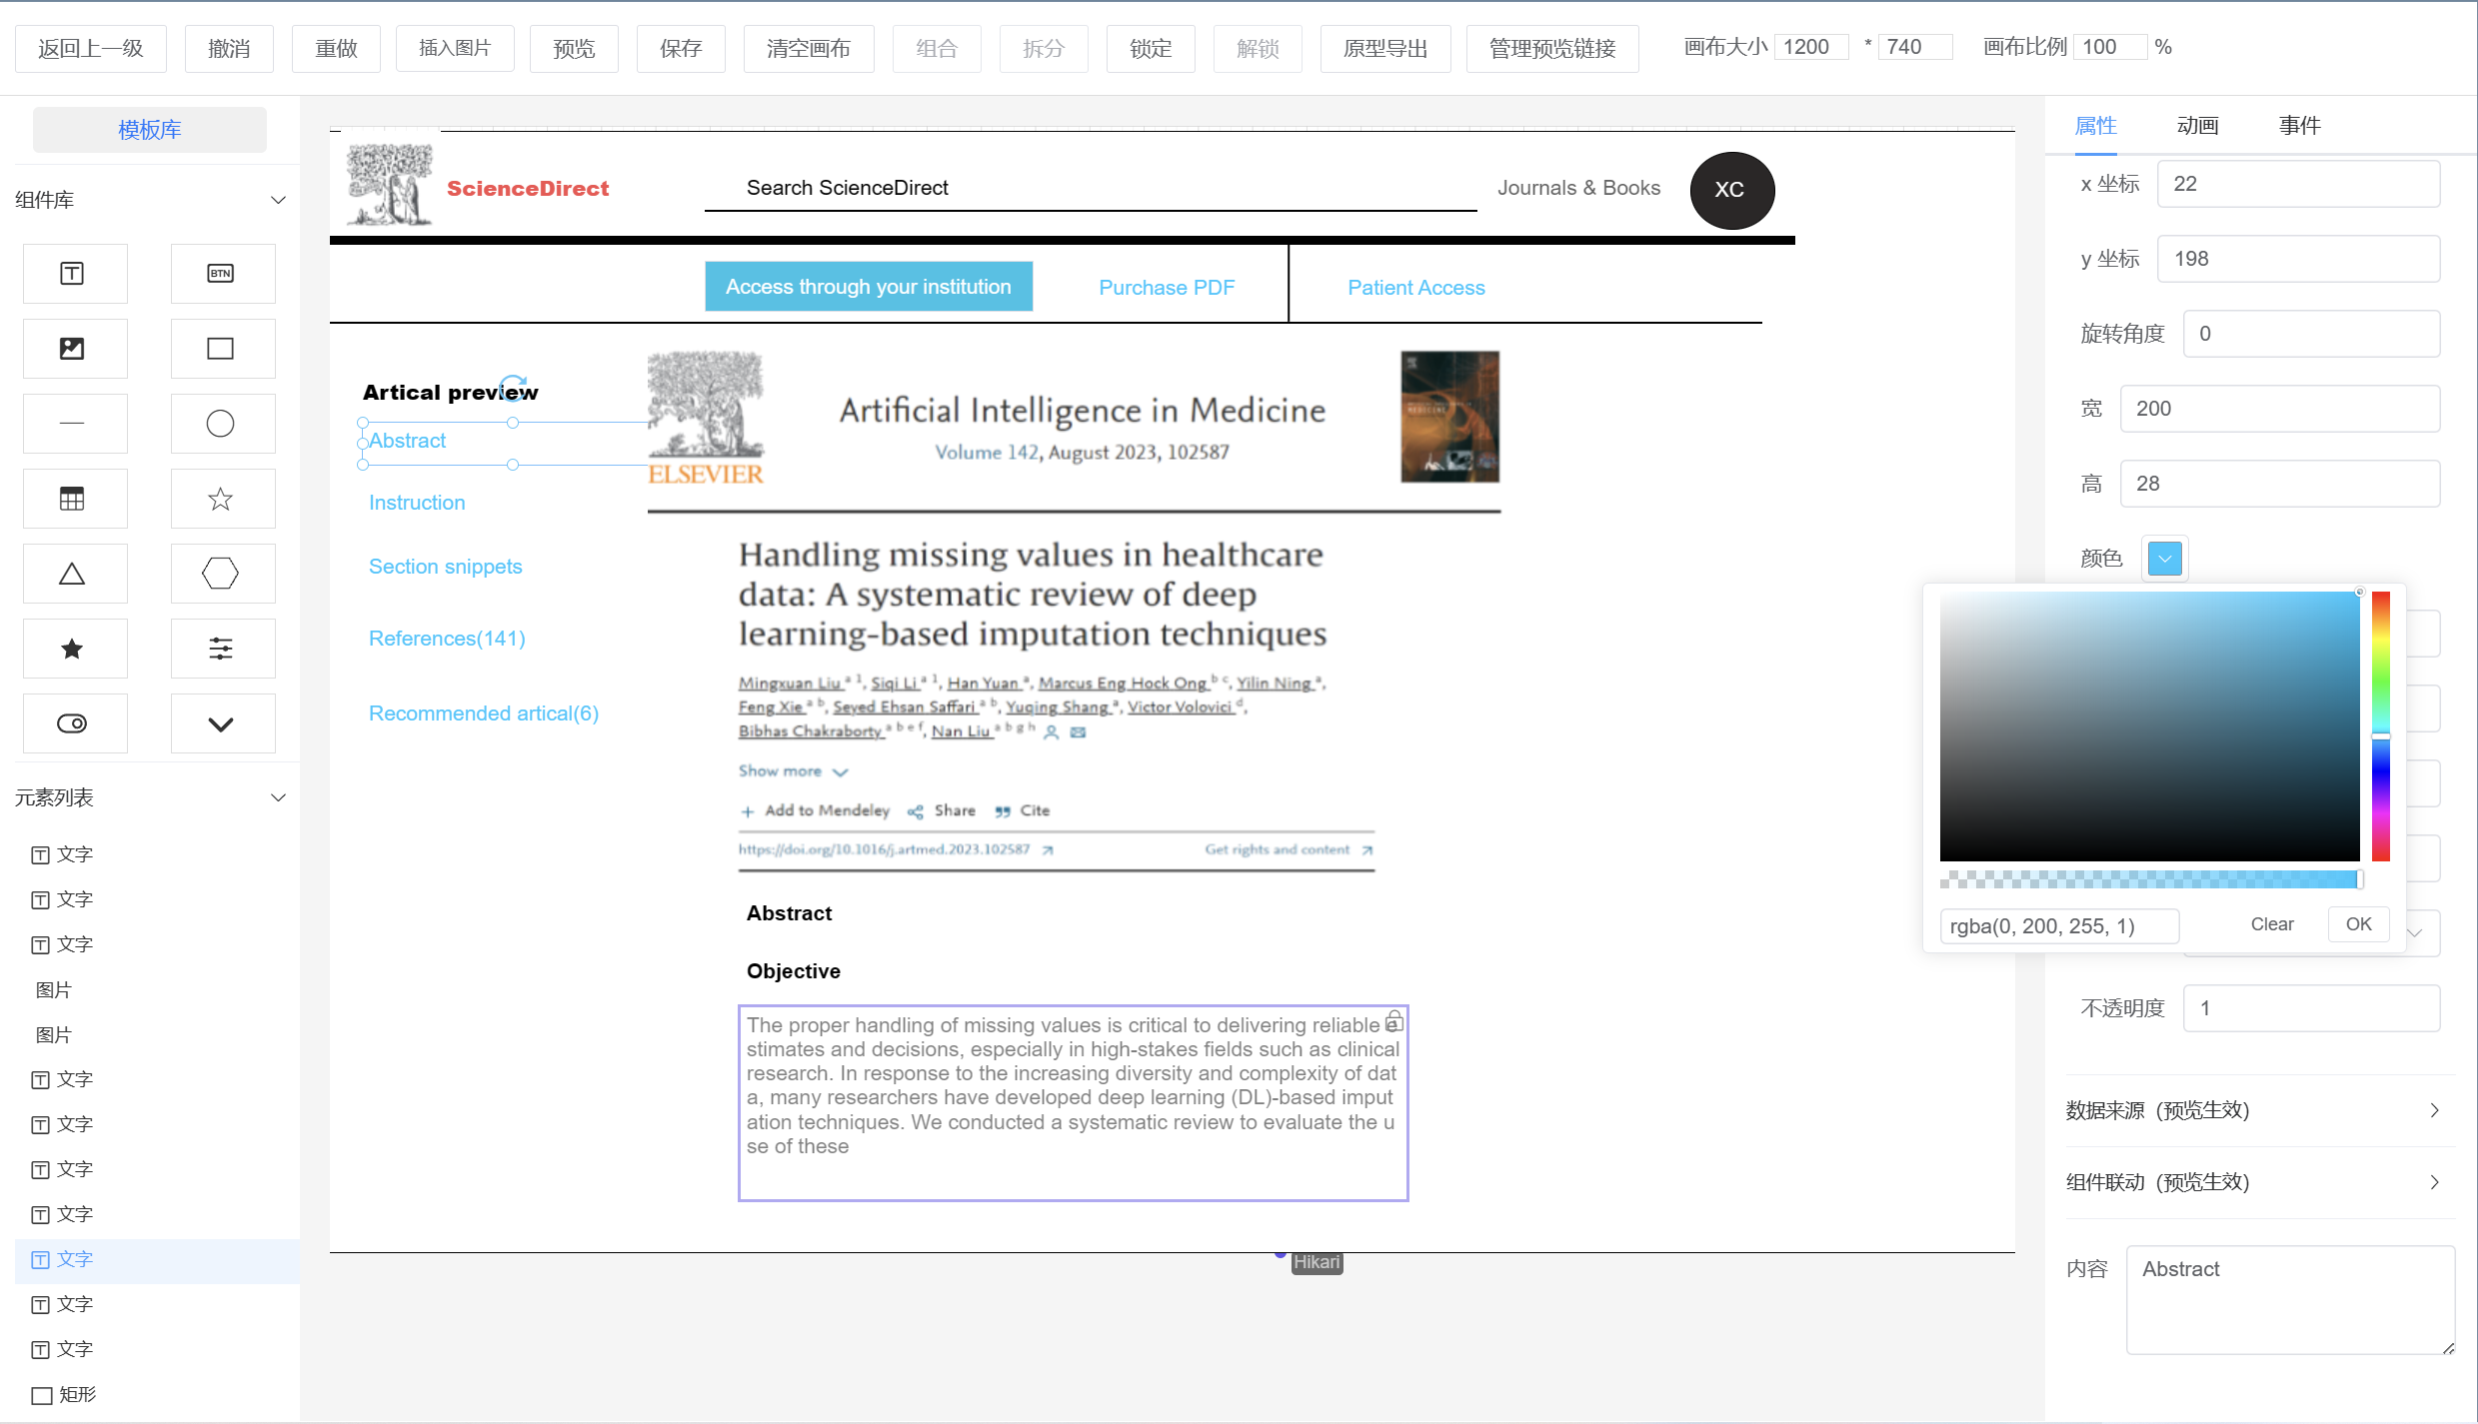 返回上一级 撤消 重做 插入图片 预览 保存 清空画布 组合 拆分 锁定 解锁 原型导出 管理预览链接 画布大小 1200 * 740 画布比例 100 %
模板库
组件库
BTN
元素列表
文字
文字
文字
图片
图片
文字
文字
文字
文字
文字
文字
文字
矩形
ScienceDirect
Search ScienceDirect
Journals & Books
XC
Access through your institution
Purchase PDF
Patient Access
Artical preview
Abstract
Instruction
Section snippets
References(141)
Recommended artical(6)
ELSEVIER
Artificial Intelligence in Medicine
Volume 142, August 2023, 102587
Handling missing values in healthcare
data: A systematic review of deep
learning-based imputation techniques
Mingxuan Liu a 1, Siqi Li a 1, Han Yuan a, Marcus Eng Hock Ong b c, Yilin Ning a,
Feng Xie a b, Seyed Ehsan Saffari a b, Yuqing Shang a, Victor Volovici d,
Bibhas Chakraborty a b e f, Nan Liu a b g h
Show more
+ Add to Mendeley Share Cite
https://doi.org/10.1016/j.artmed.2023.102587
Get rights and content
Abstract
Objective
The proper handling of missing values is critical to delivering reliable e
stimates and decisions, especially in high-stakes fields such as clinical
research. In response to the increasing diversity and complexity of dat
a, many researchers have developed deep learning (DL)-based imput
ation techniques. We conducted a systematic review to evaluate the u
se of these
Hikari
属性 动画 事件
x 坐标 22
y 坐标 198
旋转角度 0
宽 200
高 28
颜色
rgba(0, 200, 255, 1) Clear OK
不透明度 1
数据来源 (预览生效)
组件联动 (预览生效)
内容 Abstract